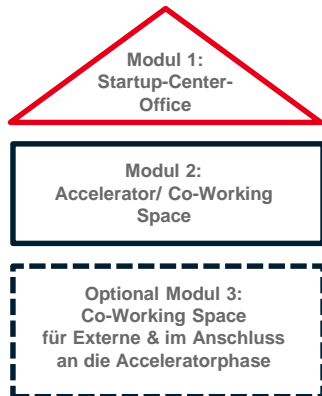 Modul 1:
Startup-Center-
Office
Modul 2:
Accelerator/ Co-Working
Space
Optional Modul 3:
Co-Working Space
für Externe & im Anschluss
an die Acceleratorphase